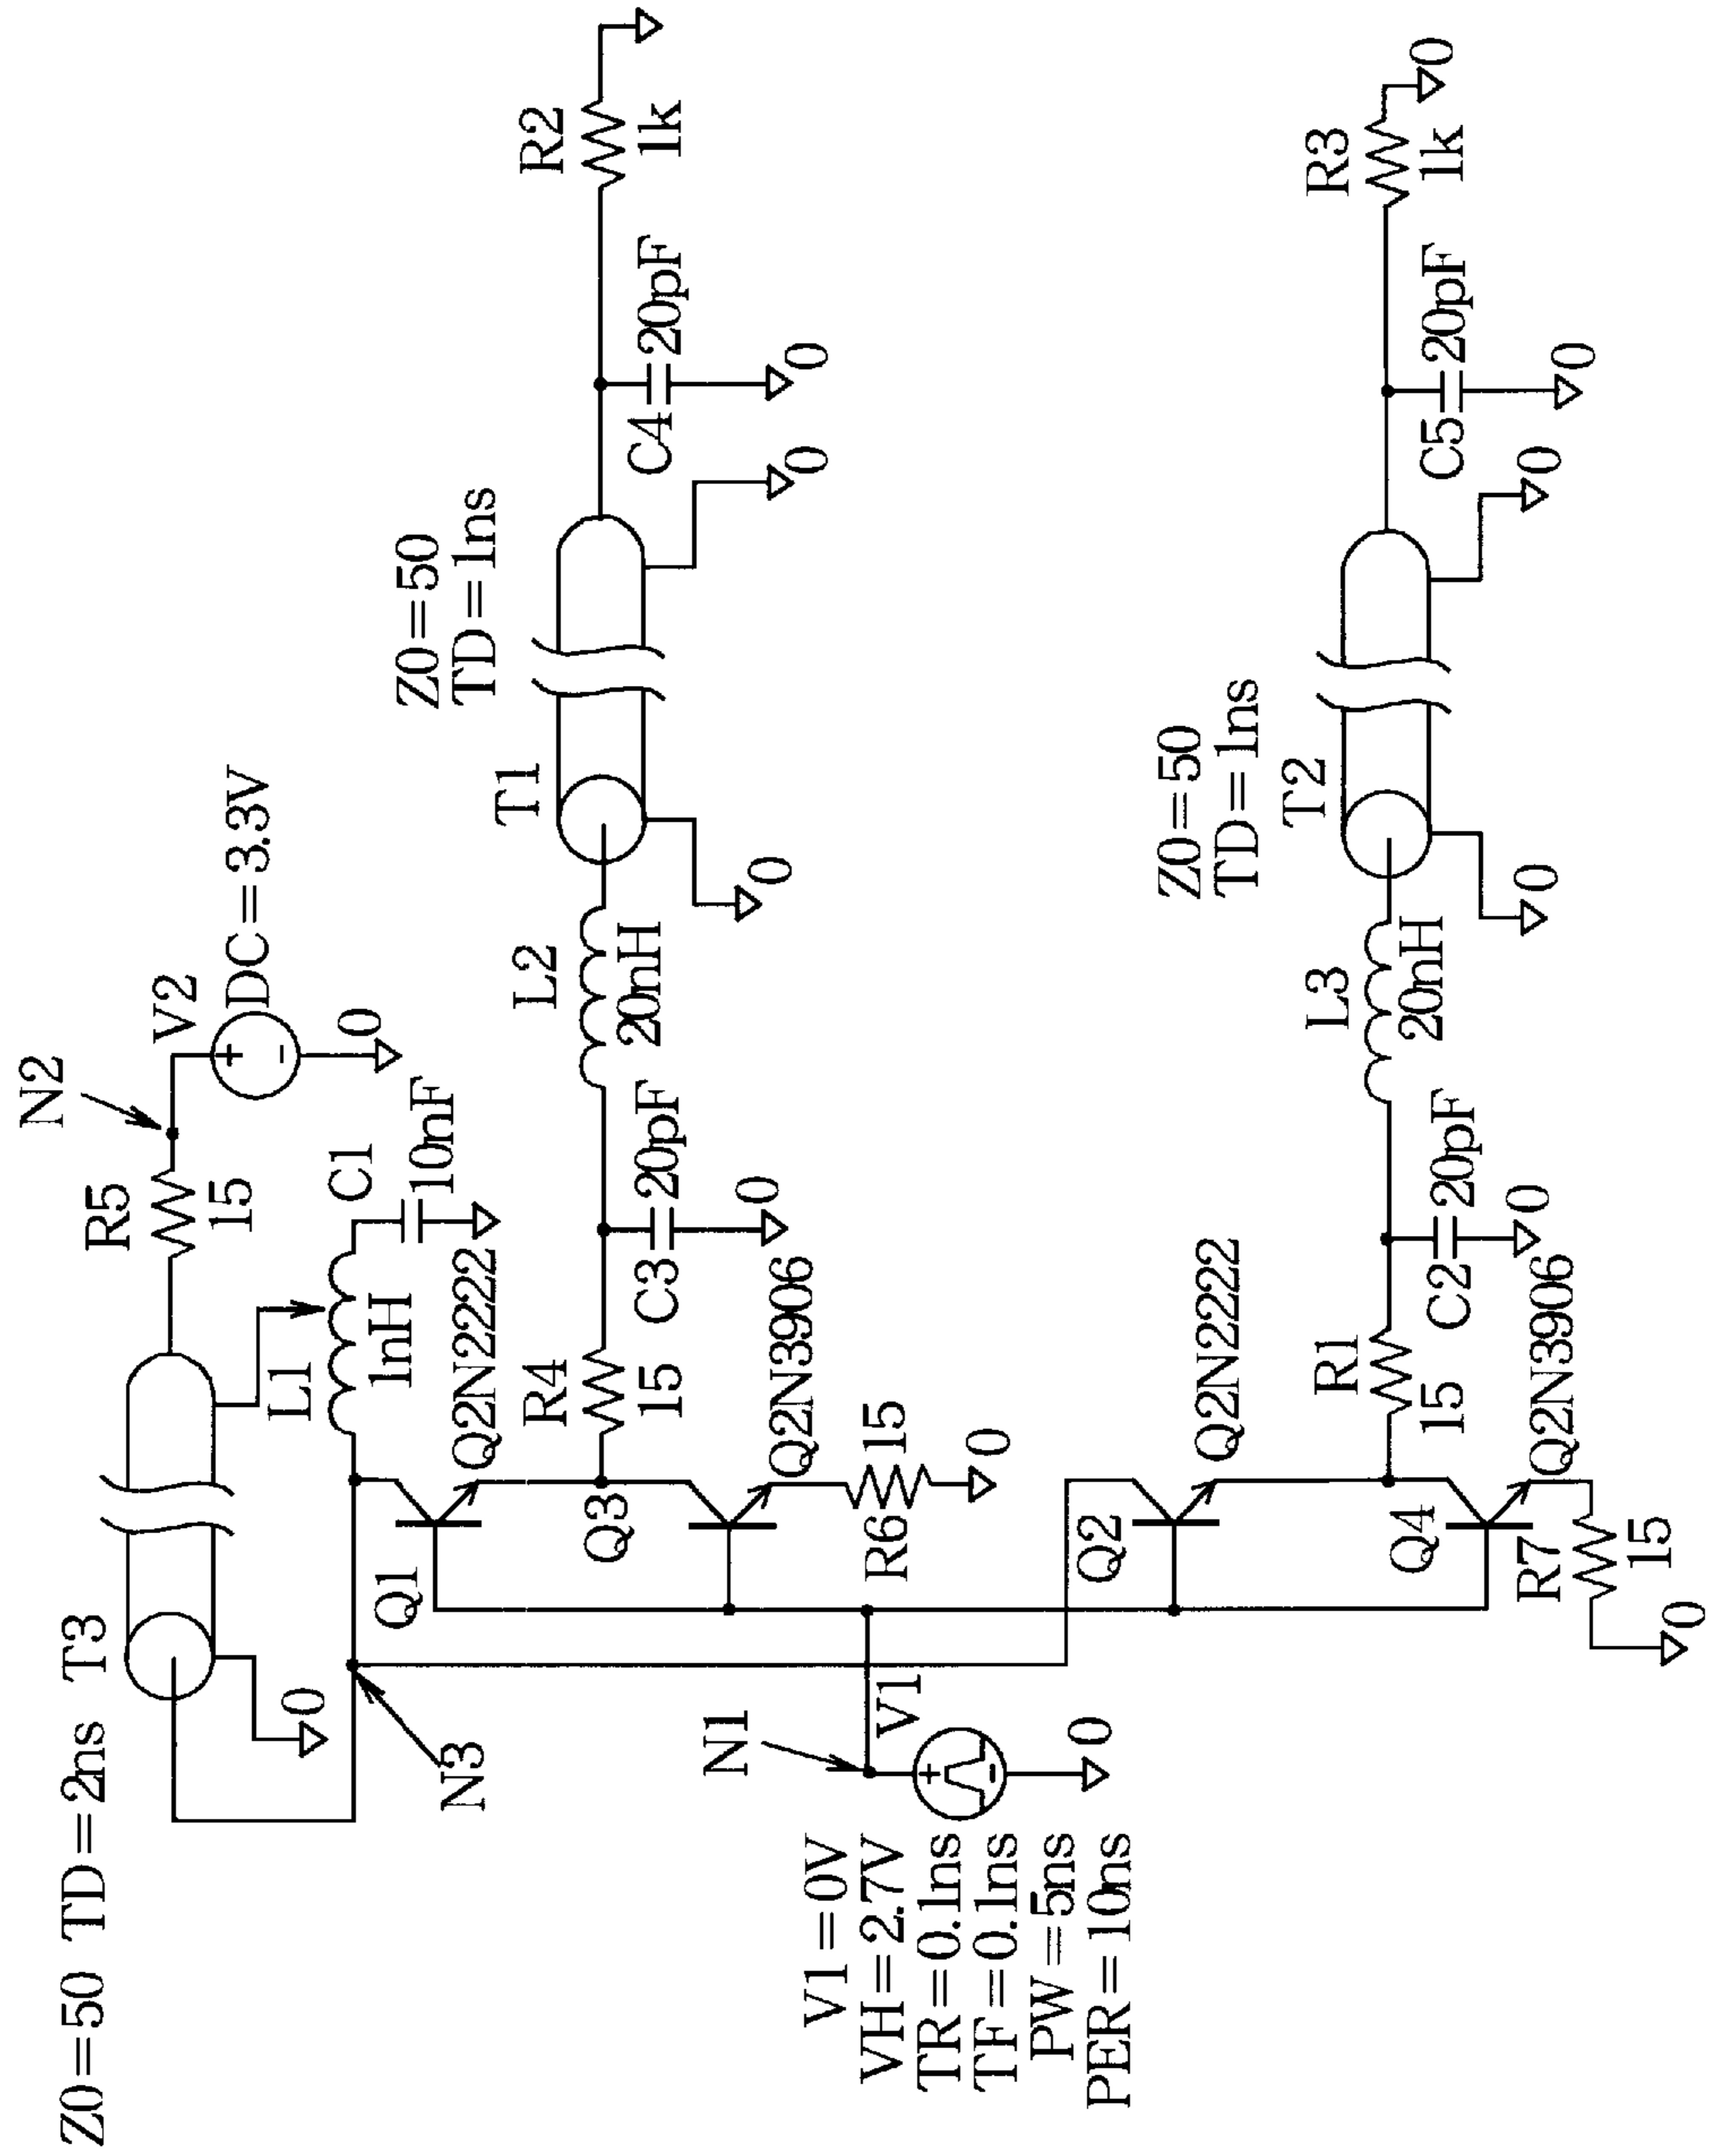 Z0=50 TD=2ns T3
R5
15
N2
V2
DC=3.3V
0
0
L1
1nH
C1
10nF
N3
Q1
Q2N2222
Z0=50
TD=1ns
T1
R4
15
C3
20pF
0
L2
20nH
0
0
C4
20pF
0
R2
1k
Q3
Q2N3906
R6
15
0
N1
V1
0
V1=0V
VH=2.7V
TR=0.1ns
TF=0.1ns
PW=5ns
PER=10ns
Q2
Q2N2222
Z0=50
TD=1ns
T2
R1
15
C2
20pF
0
L3
20nH
0
0
C5
20pF
0
R3
1k
0
Q4
Q2N3906
R7
15
0